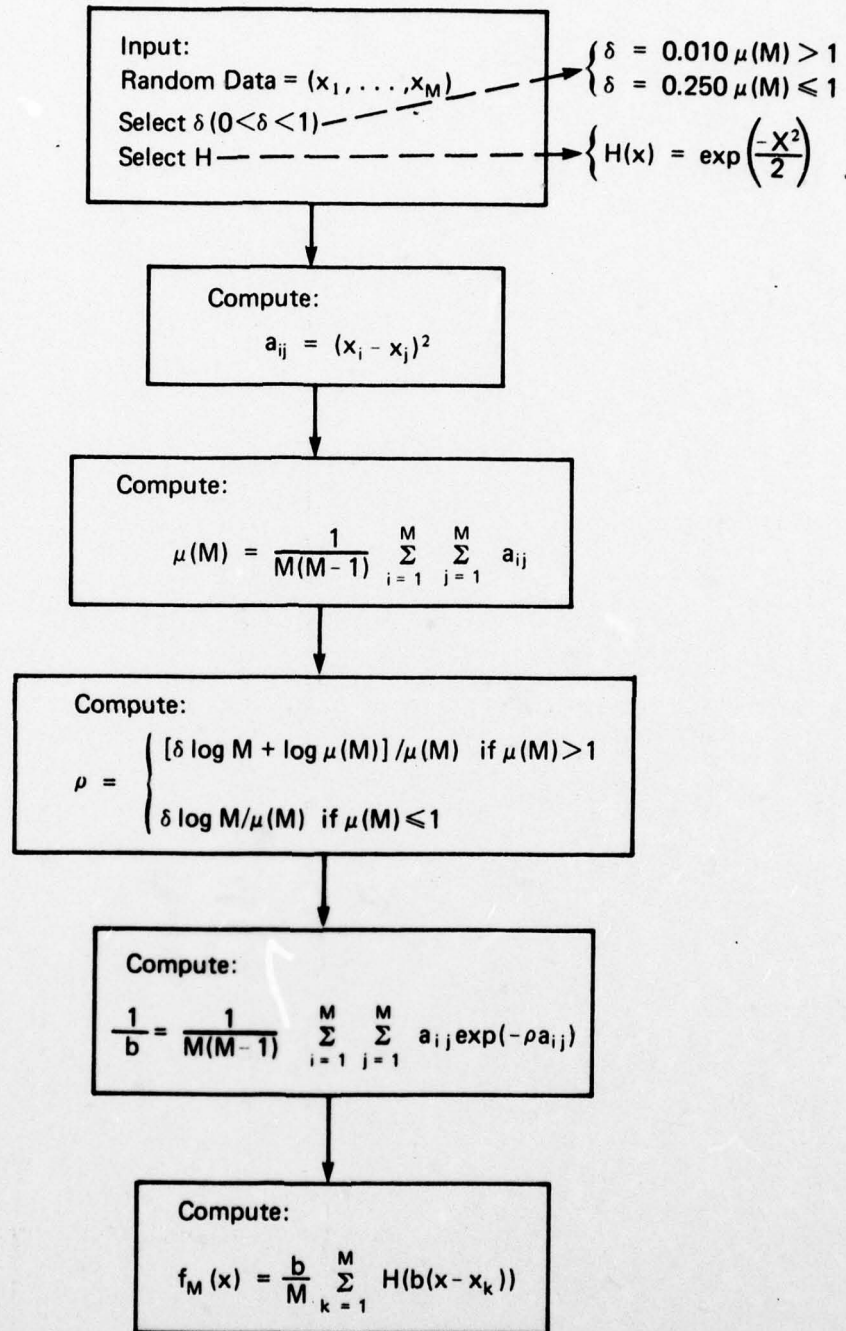 Input:
Random Data = (x₁, . . . ,x_M)
Select δ (0<δ<1)
Select H
{ δ = 0.010 μ(M) > 1
{ δ = 0.250 μ(M) ⩽ 1
{ H(x) = exp(-X²/2)
Compute:
a_ij = (x_i - x_j)²
Compute:
μ(M) = 1/M(M-1) Σ_{i = 1}^{M} Σ_{j = 1}^{M} a_ij
Compute:
ρ = { [δ log M + log μ(M)] /μ(M) if μ(M)>1
δ log M/μ(M) if μ(M)⩽1
Compute:
1/b = 1/M(M-1) Σ_{i = 1}^{M} Σ_{j = 1}^{M} a_ij exp(-ρa_ij)
Compute:
f_M (x) = b/M Σ_{k = 1}^{M} H(b(x-x_k))